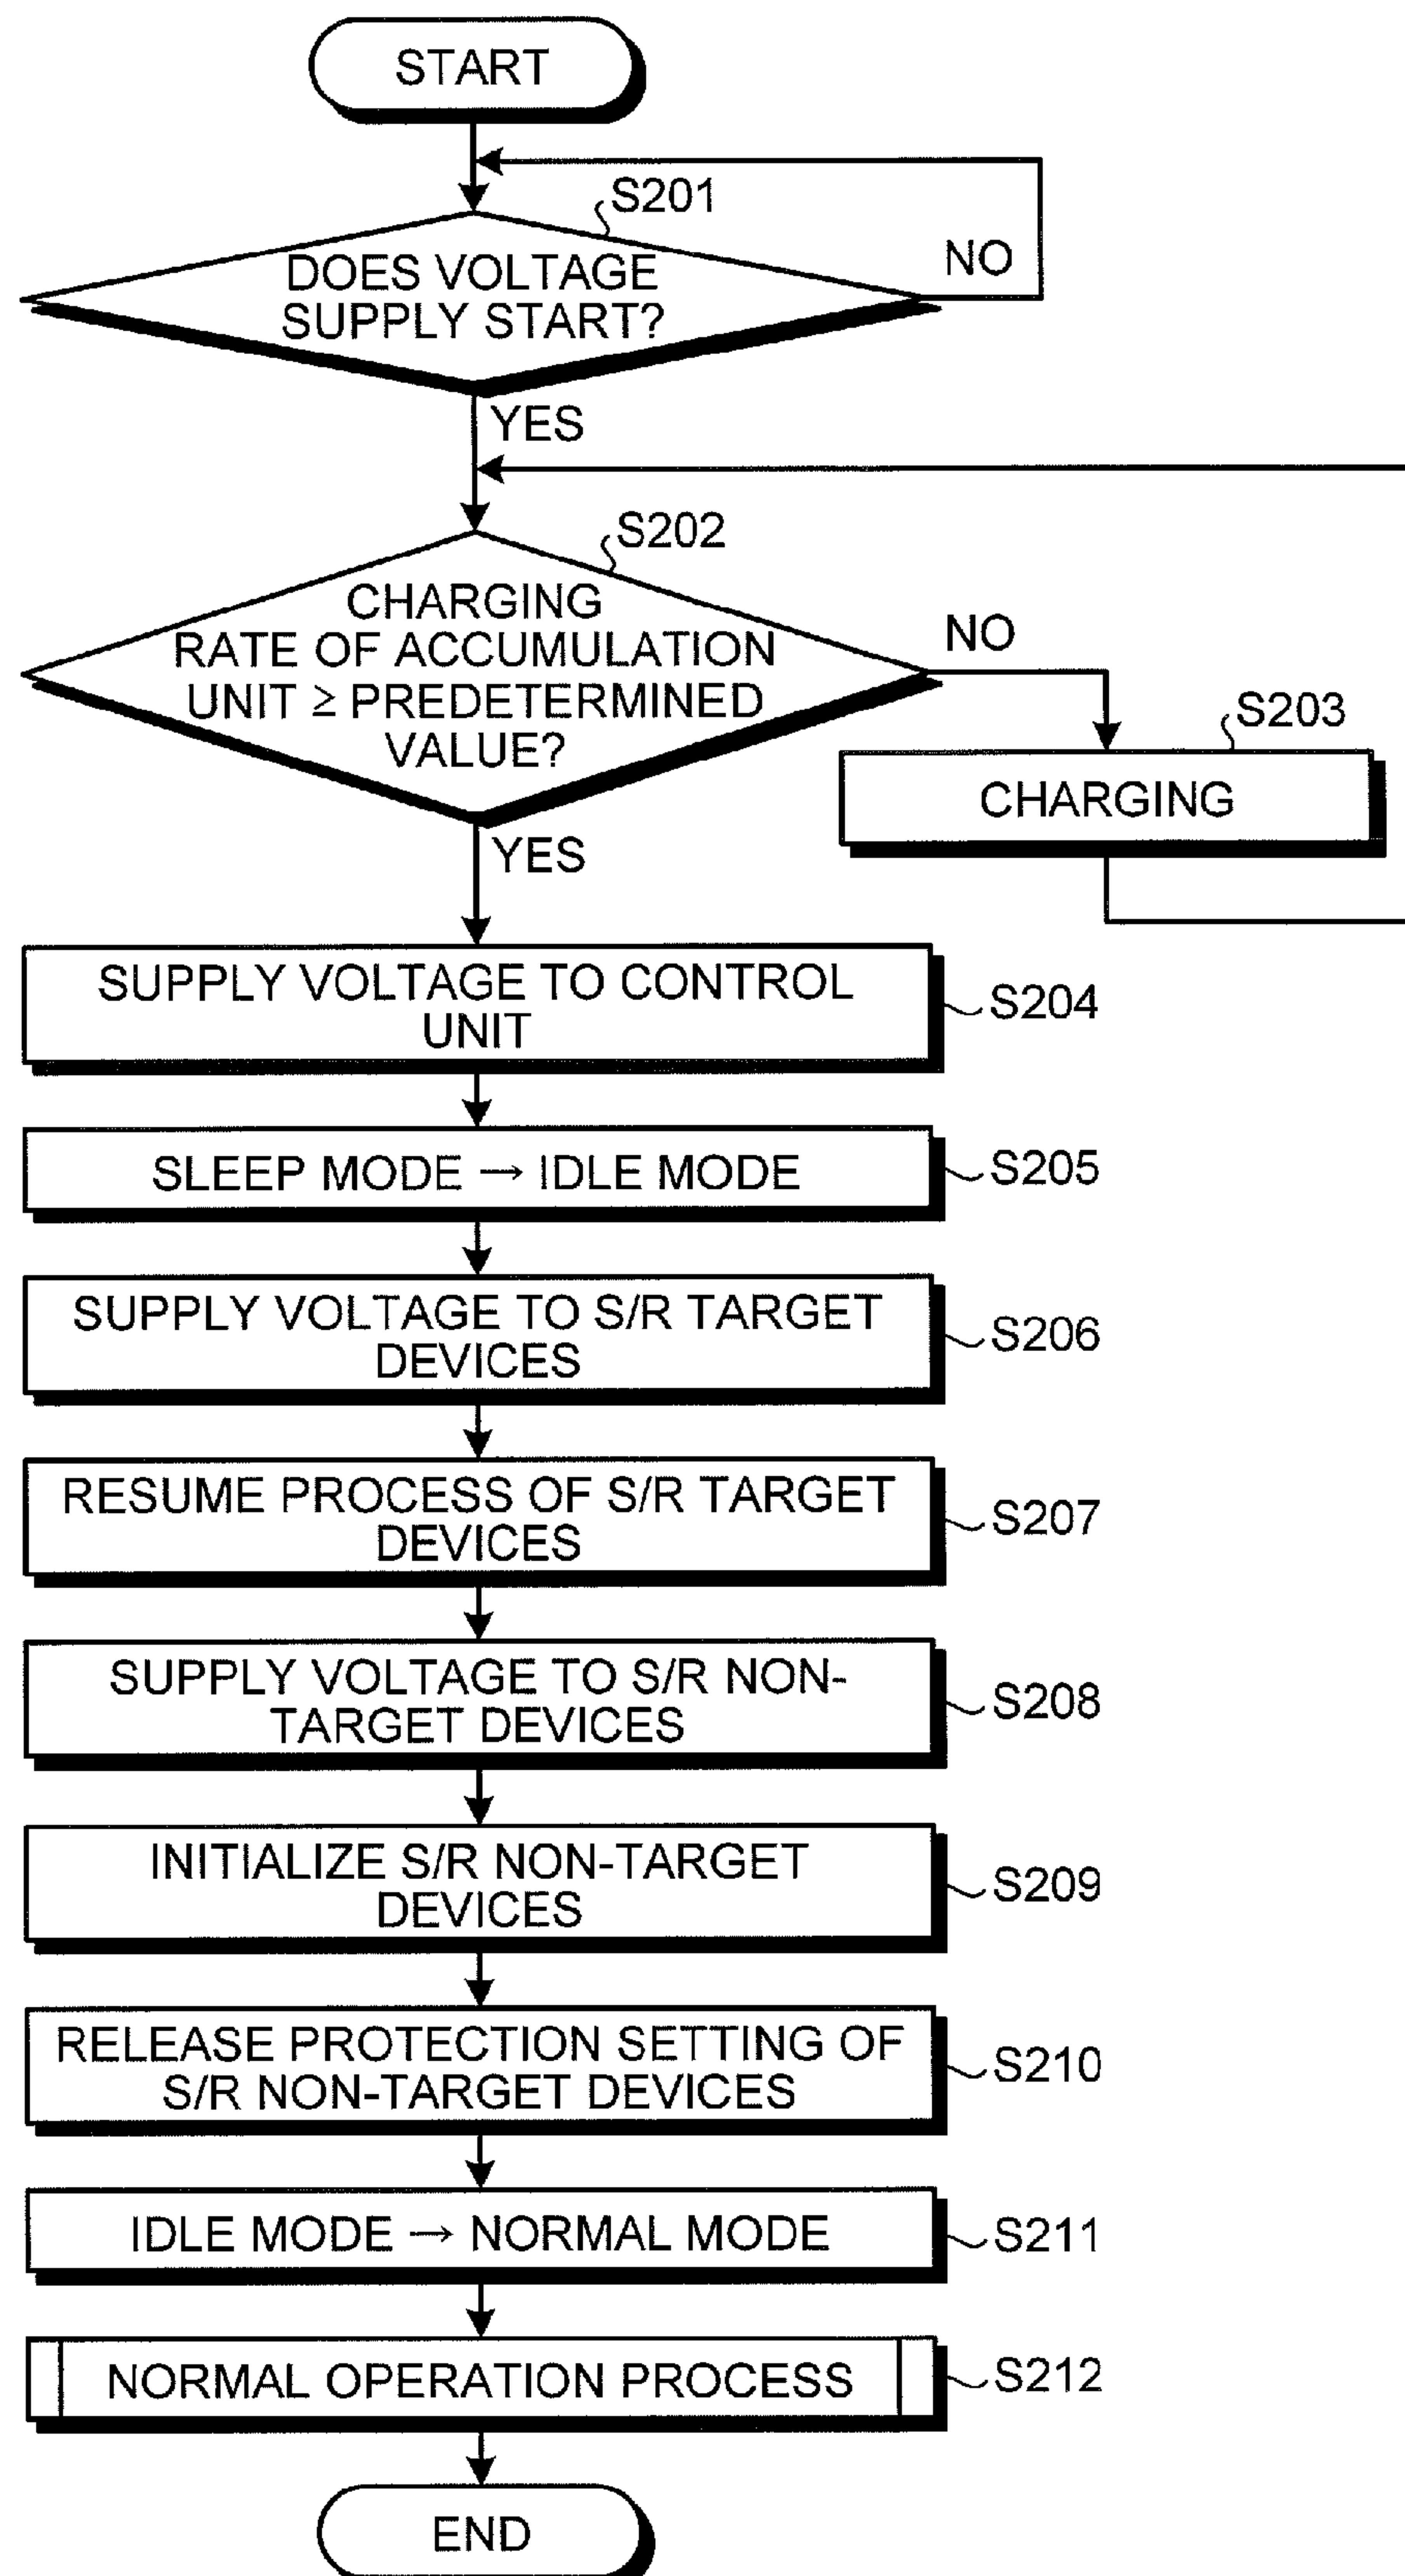 START
S201
DOES VOLTAGE
SUPPLY START?
NO
YES
S202
CHARGING
RATE OF ACCUMULATION
UNIT ≥ PREDETERMINED
VALUE?
NO
S203
CHARGING
YES
SUPPLY VOLTAGE TO CONTROL
UNIT
S204
SLEEP MODE → IDLE MODE
S205
SUPPLY VOLTAGE TO S/R TARGET
DEVICES
S206
RESUME PROCESS OF S/R TARGET
DEVICES
S207
SUPPLY VOLTAGE TO S/R NON-
TARGET DEVICES
S208
INITIALIZE S/R NON-TARGET
DEVICES
S209
RELEASE PROTECTION SETTING OF
S/R NON-TARGET DEVICES
S210
IDLE MODE → NORMAL MODE
S211
NORMAL OPERATION PROCESS
S212
END